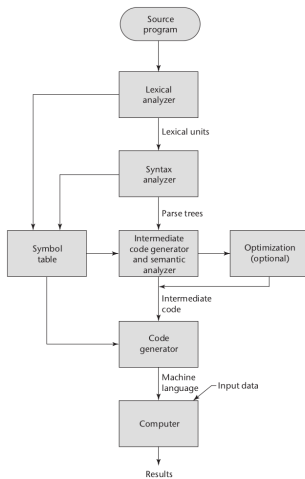 Source
program
Lexical
analyzer
Lexical units
Syntax
analyzer
Parse trees
Symbol
table
Intermediate
code generator
and semantic
analyzer
Optimization
(optional)
Intermediate
code
Code
generator
Machine
language
Input data
Computer
Results